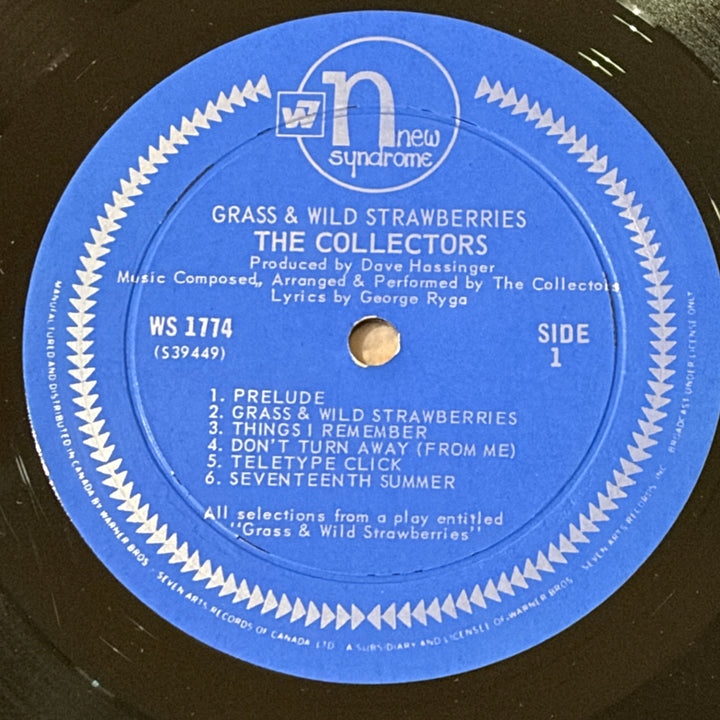 W7
n new
syndrome
GRASS & WILD STRAWBERRIES
THE COLLECTORS
Produced by Dave Hassinger
Music Composed,, Arranged & Performed by The Collectors
Lyrics by George Ryga
WS 1774
(S39449)
SIDE
1
1. PRELUDE
2. GRASS & WILD STRAWBERRIES
3. THINGS I REMEMBER
4. DON'T TURN AWAY (FROM ME)
5. TELETYPE CLICK
6. SEVENTEENTH SUMMER
All selections from a play entitled
"Grass & Wild Strawberries"
MANUFACTURED AND DISTRIBUTED IN CANADA BY WARNER BROS. - SEVEN ARTS RECORDS OF CANADA LTD. A SUBSIDIARY AND LICENSEE OF WARNER BROS. - SEVEN ARTS RECORDS, INC. BROADCAST UNDER LICENSE ONLY